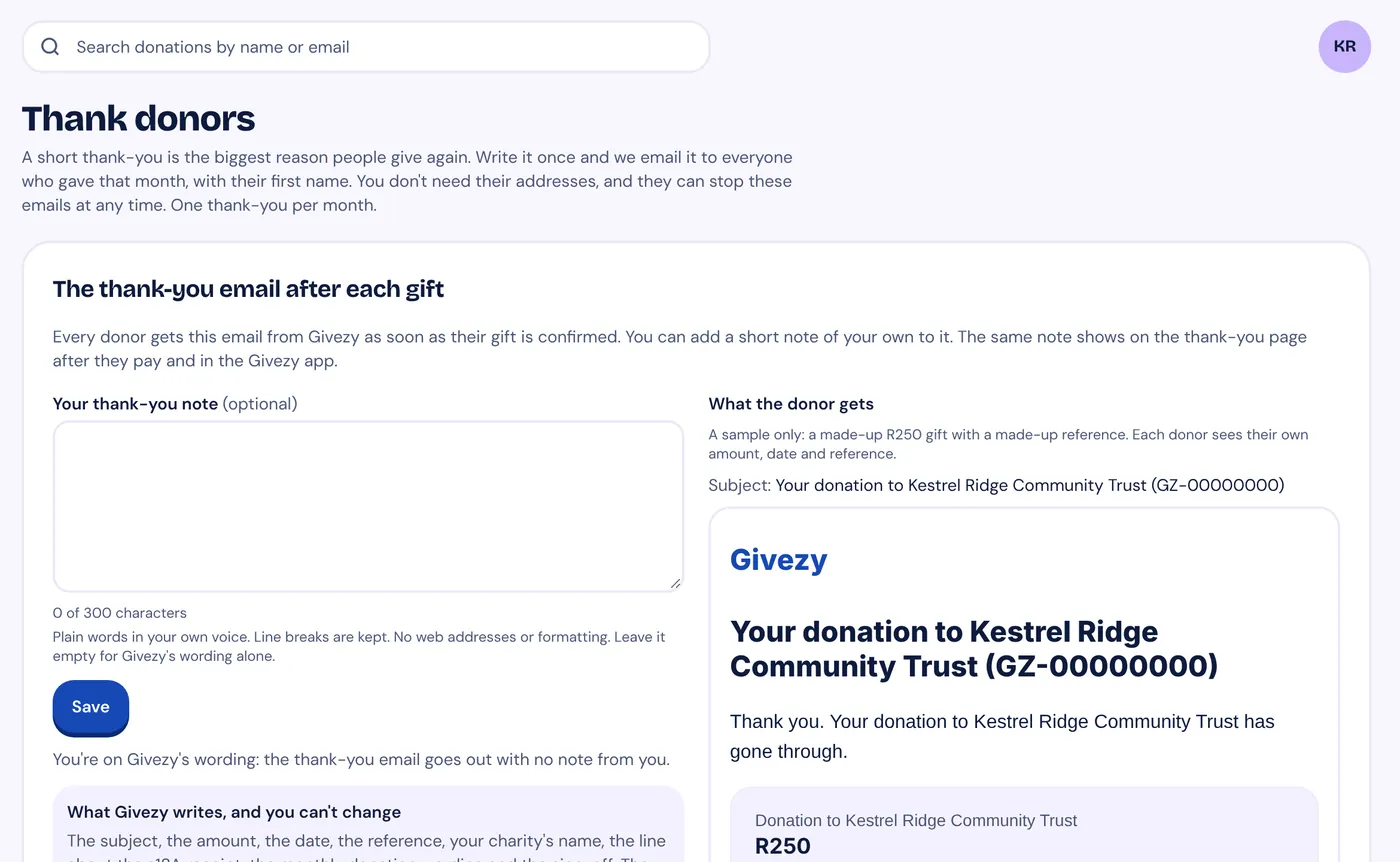 Search donations by name or email
KR
Thank donors
A short thank-you is the biggest reason people give again. Write it once and we email it to everyone
who gave that month, with their first name. You don't need their addresses, and they can stop these
emails at any time. One thank-you per month.
The thank-you email after each gift
Every donor gets this email from Givezy as soon as their gift is confirmed. You can add a short note of your own to it. The same note shows on the thank-you page
after they pay and in the Givezy app.
Your thank-you note (optional)
0 of 300 characters
Plain words in your own voice. Line breaks are kept. No web addresses or formatting. Leave it
empty for Givezy's wording alone.
Save
You're on Givezy's wording: the thank-you email goes out with no note from you.
What Givezy writes, and you can't change
The subject, the amount, the date, the reference, your charity's name, the line
What the donor gets
A sample only: a made-up R250 gift with a made-up reference. Each donor sees their own
amount, date and reference.
Subject: Your donation to Kestrel Ridge Community Trust (GZ-00000000)
Givezy
Your donation to Kestrel Ridge
Community Trust (GZ-00000000)
Thank you. Your donation to Kestrel Ridge Community Trust has
gone through.
Donation to Kestrel Ridge Community Trust
R250